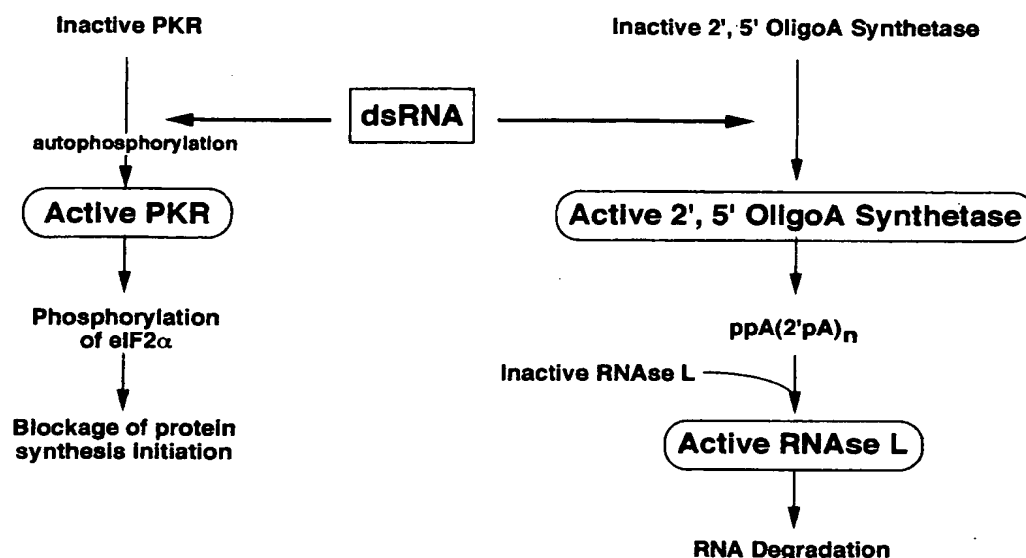 Inactive PKR
Inactive 2', 5' OligoA Synthetase
dsRNA
autophosphorylation
Active PKR
Active 2', 5' OligoA Synthetase
Phosphorylation
of eIF2α
ppA(2'pA)n
Inactive RNAse L
Blockage of protein
synthesis initiation
Active RNAse L
RNA Degradation